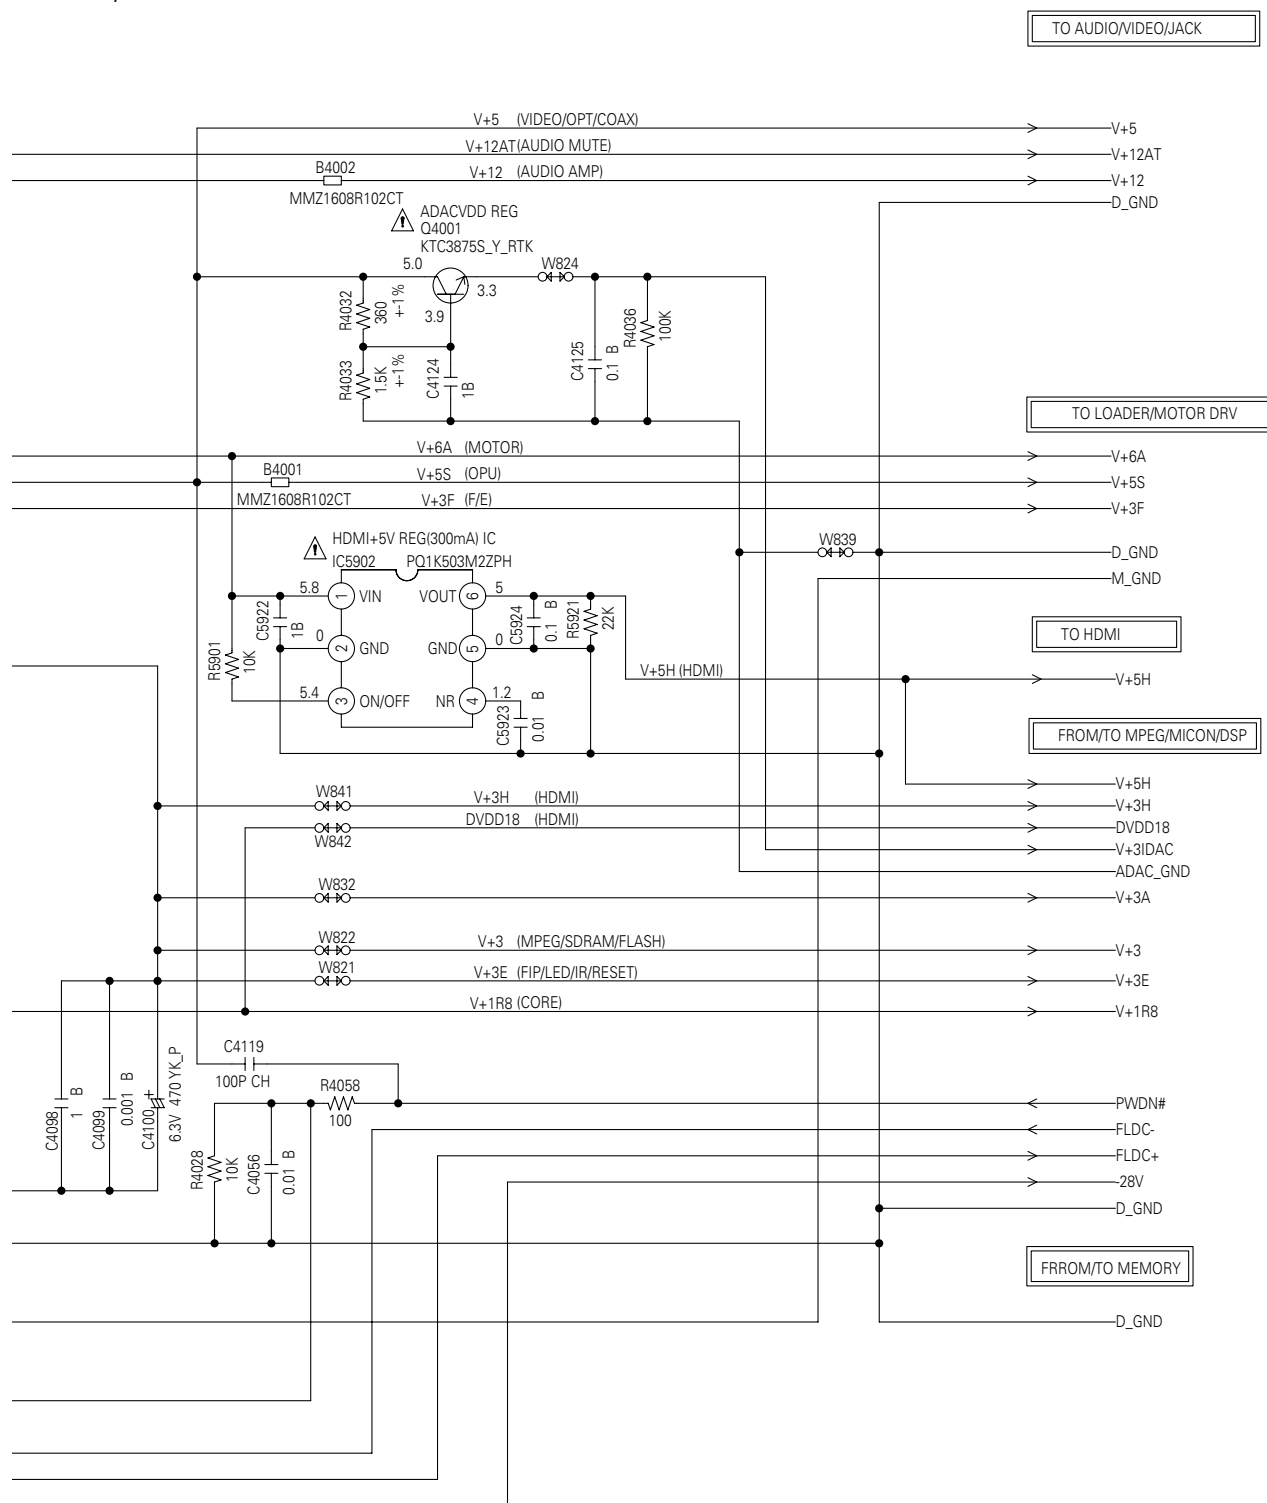 TO AUDIO/VIDEO/JACK
V+5 (VIDEO/OPT/COAX)
V+5
V+12AT(AUDIO MUTE)
V+12AT
B4002
V+12 (AUDIO AMP)
V+12
MMZ1608R102CT
D_GND
ADACVDD REG
Q4001
KTC3875S_Y_RTK
5.0
W824
3.3
R4032
360
+-1%
3.9
R4036
100K
R4033
1.5K
+-1%
C4124
1B
C4125
0.1 B
TO LOADER/MOTOR DRV
V+6A (MOTOR)
V+6A
B4001
V+5S (OPU)
V+5S
MMZ1608R102CT
V+3F (F/E)
V+3F
HDMI+5V REG(300mA) IC
W839
IC5902
PQ1K503M2ZPH
D_GND
M_GND
5.8
1
VIN
VOUT
6
5
C5922
1B
C5924
0.1 B
R5921
22K
TO HDMI
0
2
GND
GND
5
0
R5901
10K
V+5H (HDMI)
V+5H
5.4
3
ON/OFF
NR
4
1.2
C5923
0.01 B
FROM/TO MPEG/MICON/DSP
V+5H
W841
V+3H (HDMI)
V+3H
DVDD18 (HDMI)
DVDD18
W842
V+3IDAC
ADAC_GND
W832
V+3A
W822
V+3 (MPEG/SDRAM/FLASH)
V+3
W821
V+3E (FIP/LED/IR/RESET)
V+3E
V+1R8 (CORE)
V+1R8
C4119
100P CH
C4098
1 B
C4099
0.001 B
C4100
+
6.3V 470 YK_P
R4058
100
PWDN#
FLDC-
R4028
10K
C4056
0.01 B
FLDC+
-28V
D_GND
FRROM/TO MEMORY
D_GND